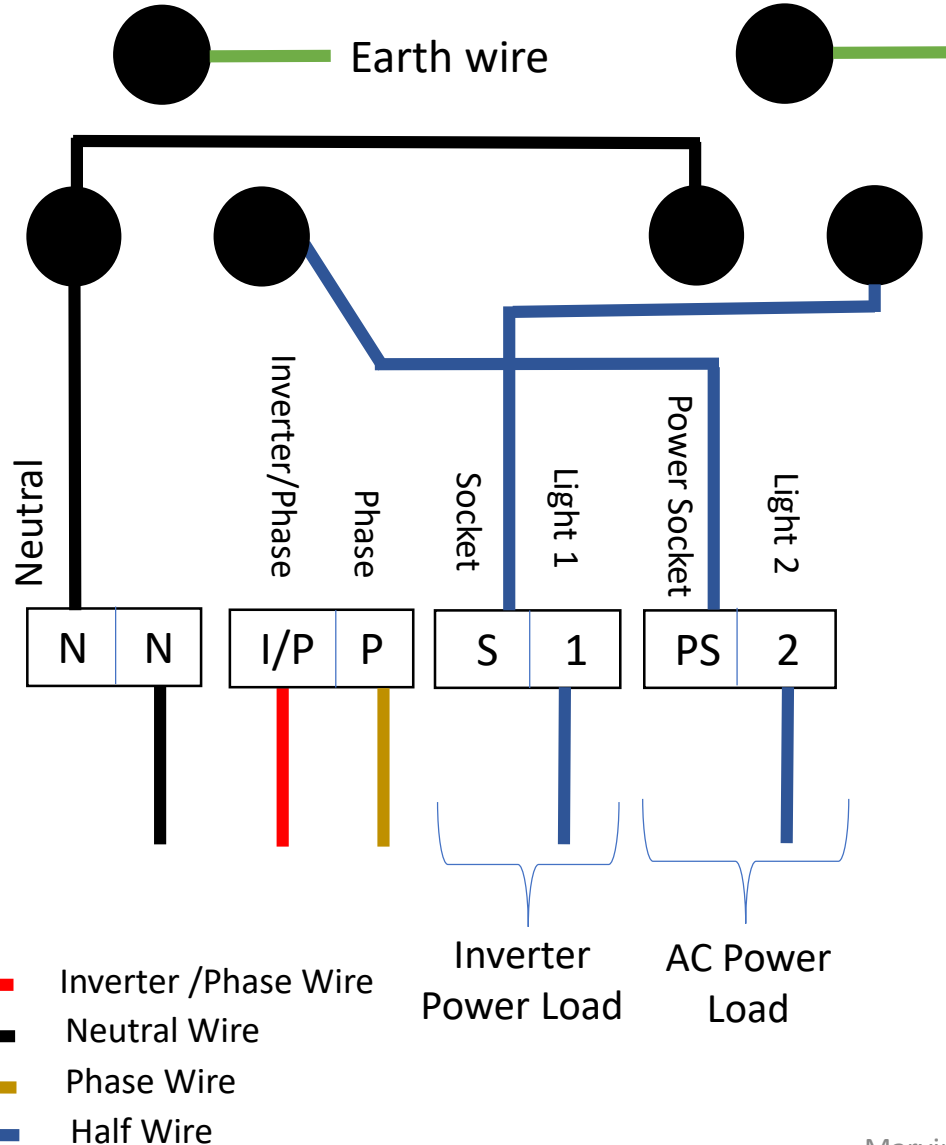 Earth wire
Neutral
Inverter/Phase
Phase
Socket
Light 1
Power Socket
Light 2
N N I/P P S 1 PS 2
Inverter
Power Load
AC Power
Load
Inverter /Phase Wire
Neutral Wire
Phase Wire
Half Wire